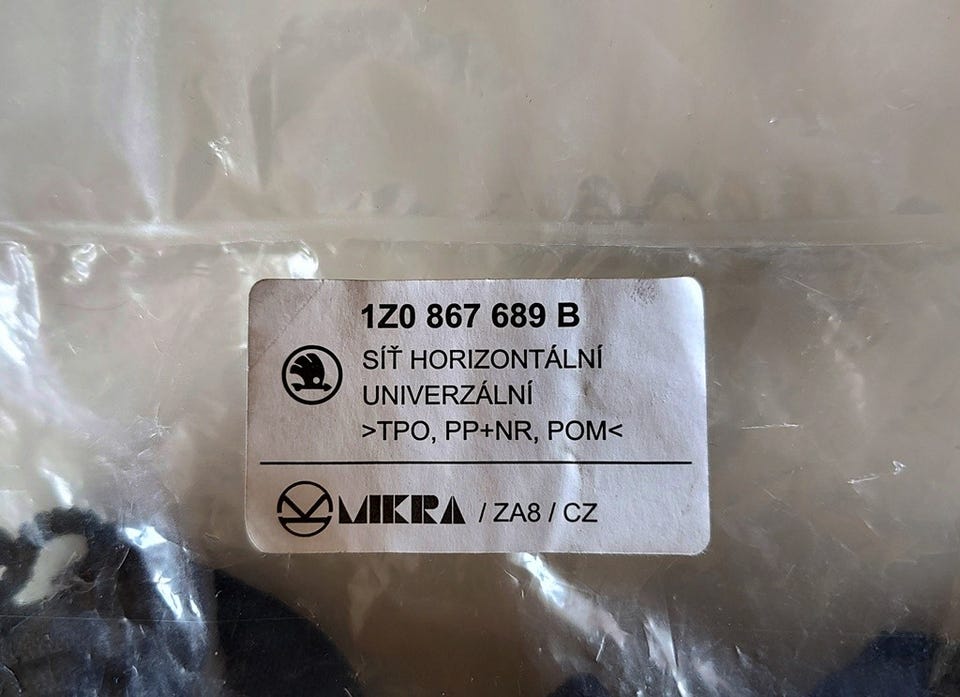 1Z0 867 689 B
SÍŤ HORIZONTÁLNÍ
UNIVERZÁLNÍ
>TPO, PP+NR, POM<
MIKRA / ZA8 / CZ